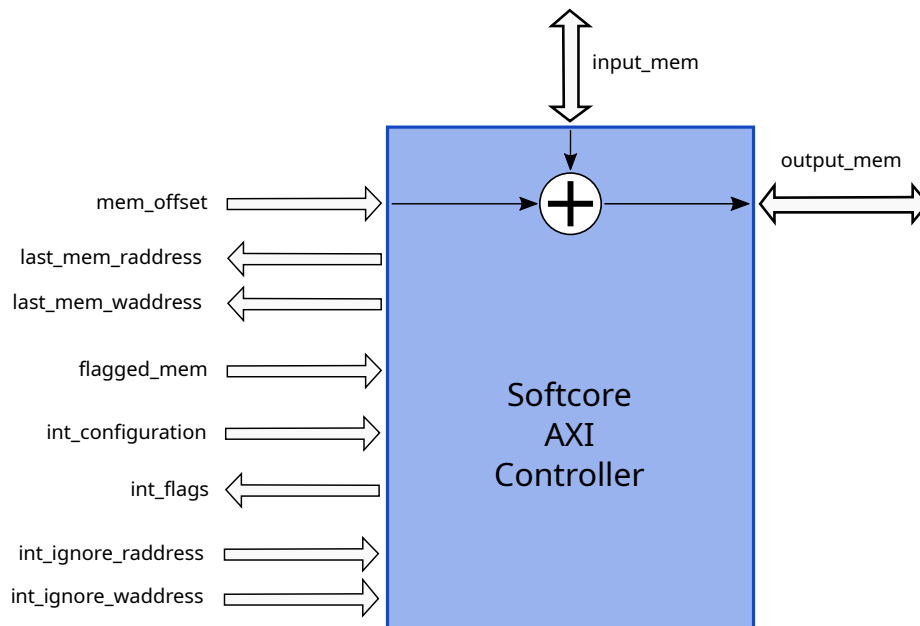 input_mem
output_mem
mem_offset
last_mem_raddress
last_mem_waddress
flagged_mem
Softcore
AXI
Controller
int_configuration
int_flags
int_ignore_raddress
int_ignore_waddress